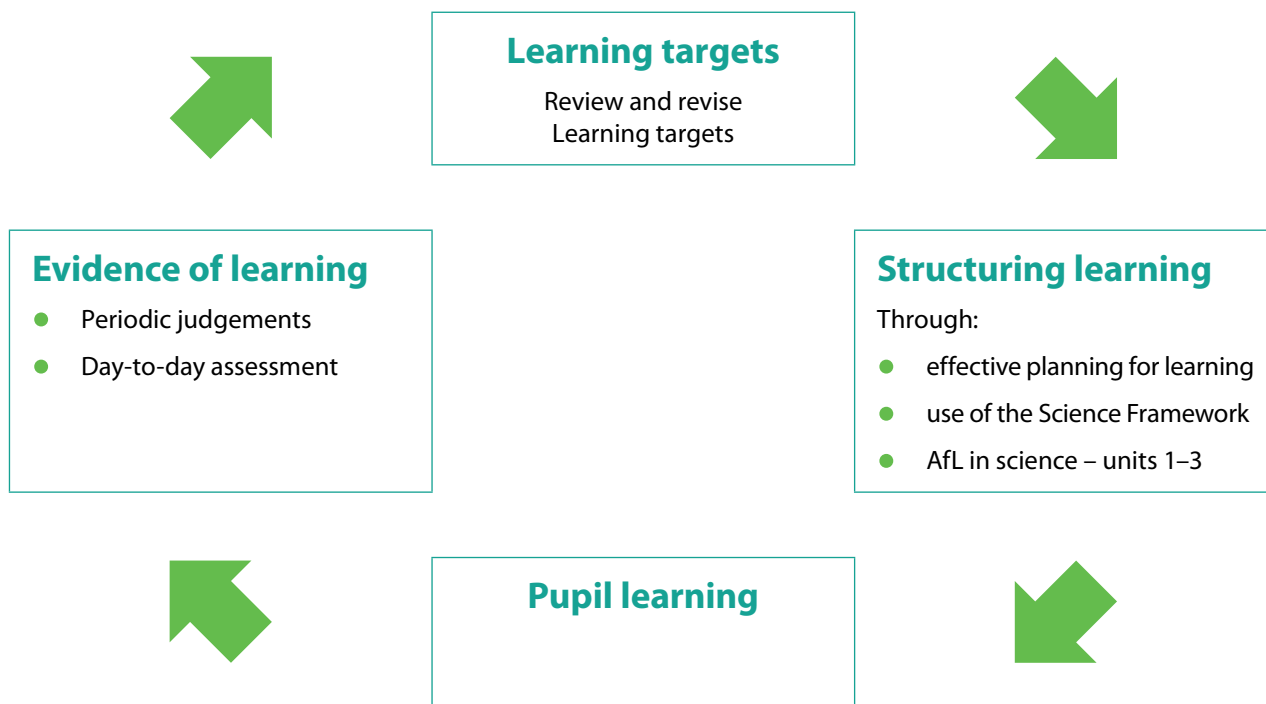 Learning targets
Review and revise
Learning targets
Evidence of learning
● Periodic judgements
● Day-to-day assessment
Structuring learning
Through:
● effective planning for learning
● use of the Science Framework
● AfL in science – units 1–3
Pupil learning